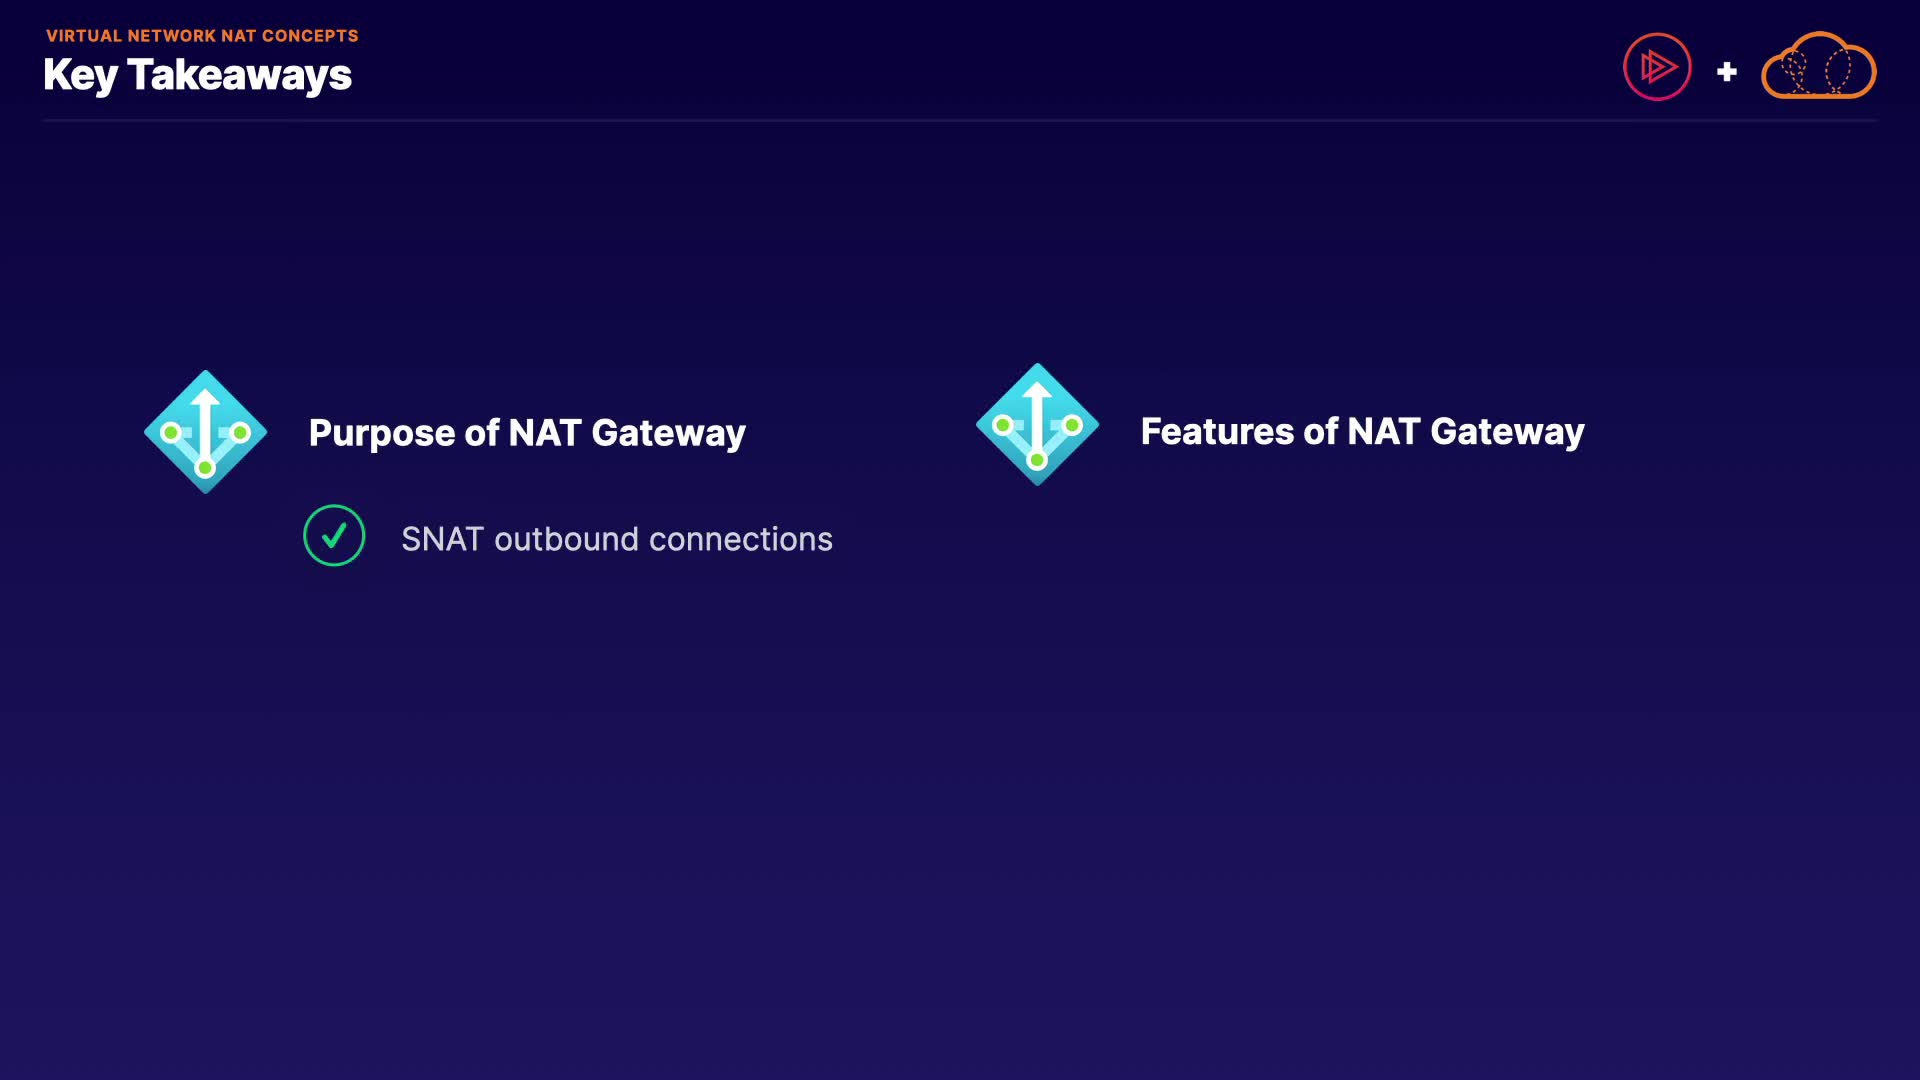 VIRTUAL NETWORK NAT CONCEPTS
Key Takeaways
Purpose of NAT Gateway
SNAT outbound connections
Features of NAT Gateway